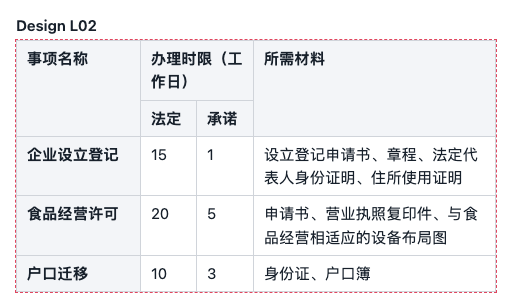 Design L02
事项名称
办理时限（工
作日）
所需材料
法定
承诺
企业设立登记
15
1
设立登记申请书、章程、法定代
表人身份证明、住所使用证明
食品经营许可
20
5
申请书、营业执照复印件、与食
品经营相适应的设备布局图
户口迁移
10
3
身份证、户口簿